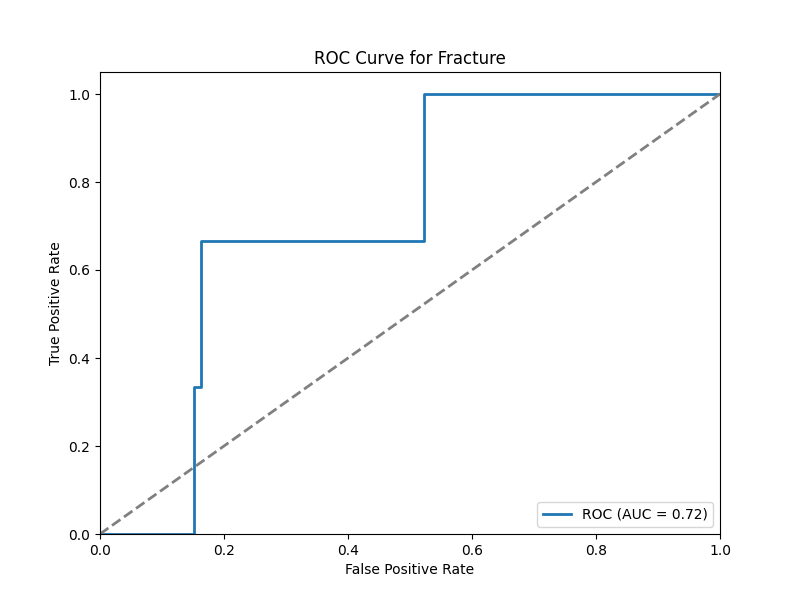 ROC Curve for Fracture
True Positive Rate
1.0
0.8
0.6
0.4
0.2
0.0
0.0 0.2 0.4 0.6 0.8 1.0
False Positive Rate
ROC (AUC = 0.72)